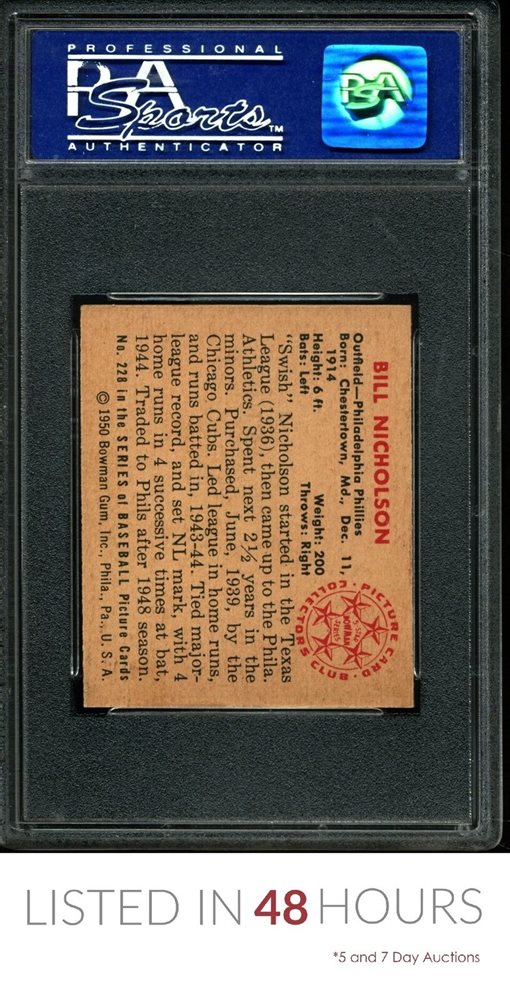 PROFESSIONAL
PSA
Sports TM
AUTHENTICATOR
PSA
BILL NICHOLSON
Outfield—Philadelphia Phillies
Born: Chestertown, Md., Dec. 11,
1914
Height: 6 ft. Weight: 200
Bats: Left Throws: Right
"Swish" Nicholson started in the Texas
League (1936), then came up to the Phila.
Athletics. Spent next 2½ years in the
minors. Purchased, June, 1939, by the
Chicago Cubs. Led league in home runs,
and runs batted in, 1943-44. Tied major-
league record, and set NL mark, with 4
home runs in 4 successive times at bat,
1944. Traded to Phils after 1948 season.
No. 228 in the SERIES of BASEBALL Picture Cards
©1950 Bowman Gum, Inc., Phila., Pa., U. S. A.
PICTURE CARD COLLECTORS CLUB
5-STAR
BOWMAN
SERIES
LISTED IN 48 HOURS
*5 and 7 Day Auctions